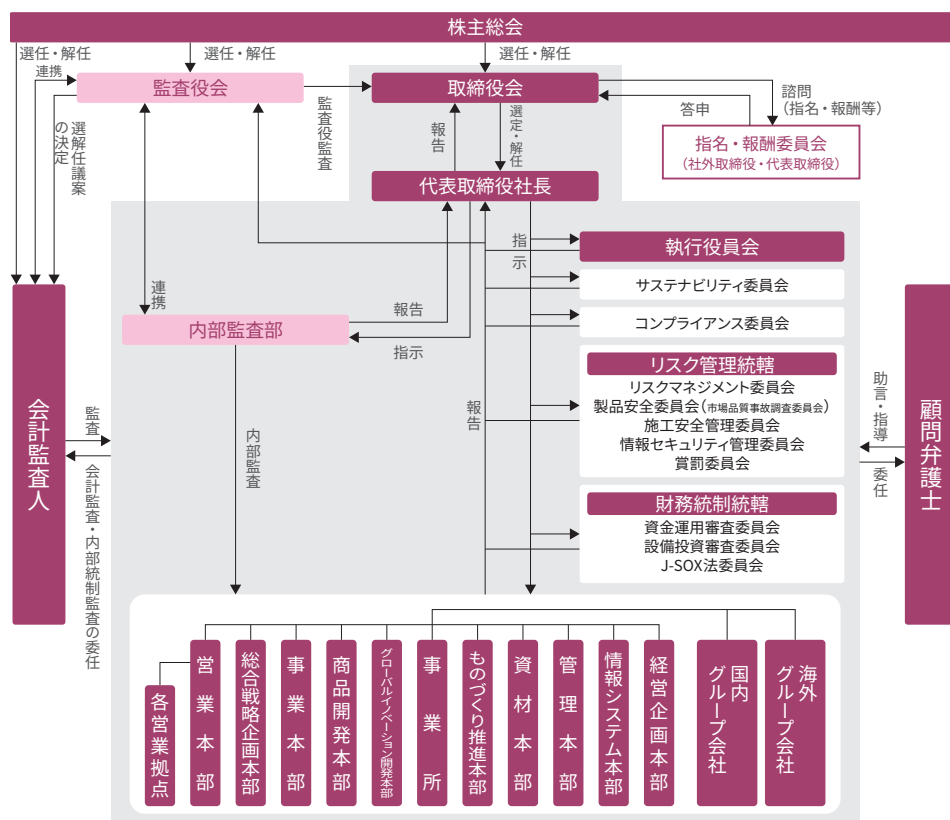 株主総会
選任・解任
選任・解任
選任・解任
連携
監査役会
取締役会
諮問
（指名・報酬等）
答申
監査役監査
報告
選定・解任
選解任議案
の決定
指名・報酬委員会
（社外取締役・代表取締役）
代表取締役社長
指示
執行役員会
サステナビリティ委員会
コンプライアンス委員会
連携
報告
内部監査部
指示
リスク管理統轄
リスクマネジメント委員会
製品安全委員会（市場品質事故調査委員会）
施工安全管理委員会
情報セキュリティ管理委員会
賞罰委員会
報告
財務統制統轄
資金運用審査委員会
設備投資審査委員会
J-SOX法委員会
内部監査
会計監査人
監査
会計監査・内部統制監査の委任
助言・指導
委任
顧問弁護士
各営業拠点
営業本部
総合戦略企画本部
事業本部
商品開発本部
グローバルイノベーション開発本部
事業所
ものづくり推進本部
資材本部
管理本部
情報システム本部
経営企画本部
国内
グループ会社
海外
グループ会社